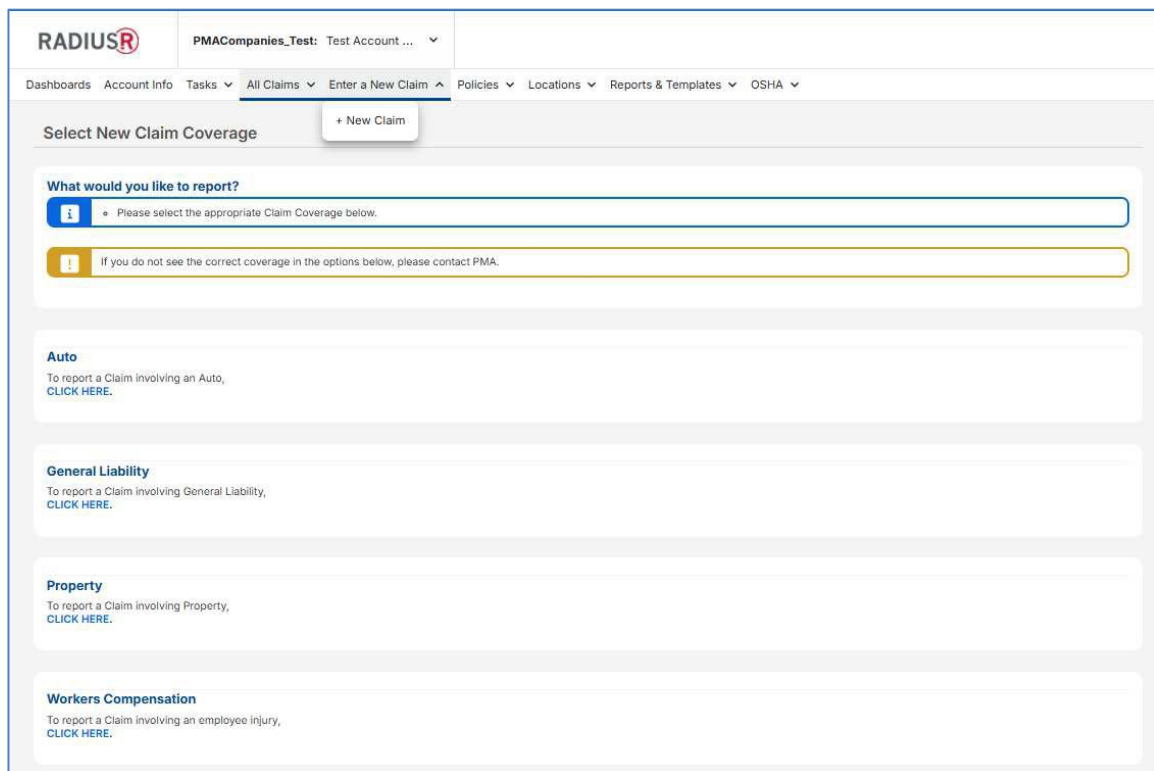 RADIUSR
PMACompanies_Test: Test Account ...
Dashboards Account Info Tasks All Claims Enter a New Claim Policies Locations Reports & Templates OSHA
+ New Claim
Select New Claim Coverage
What would you like to report?
Please select the appropriate Claim Coverage below.
If you do not see the correct coverage in the options below, please contact PMA.
Auto
To report a Claim involving an Auto,
CLICK HERE.
General Liability
To report a Claim involving General Liability,
CLICK HERE.
Property
To report a Claim involving Property,
CLICK HERE.
Workers Compensation
To report a Claim involving an employee injury,
CLICK HERE.